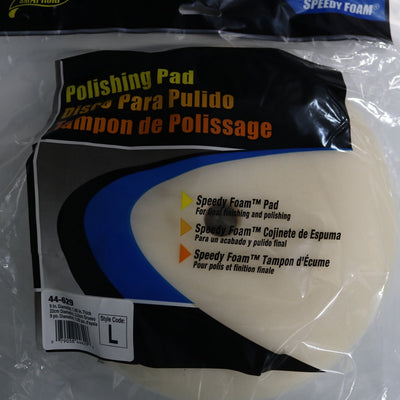 SPEEDY FOAM®
Polishing Pad
Disco Para Pulido
Tampon de Polissage
Speedy Foam™ Pad
For final finishing and polishing
Speedy Foam™ Cojinete de Espuma
Para un acabado y pulido final
Speedy Foam™ Tampon d'Écume
Pour polis et finition finale
44-629
Style Code:
L